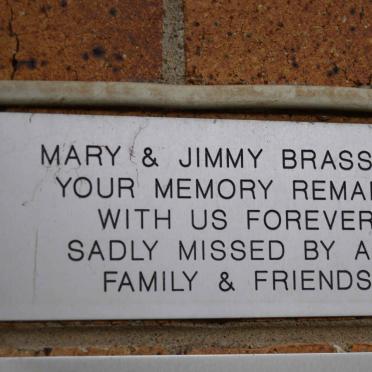 MARY & JIMMY BRASS
YOUR MEMORY REMA
WITH US FOREVER
SADLY MISSED BY A
FAMILY & FRIENDS